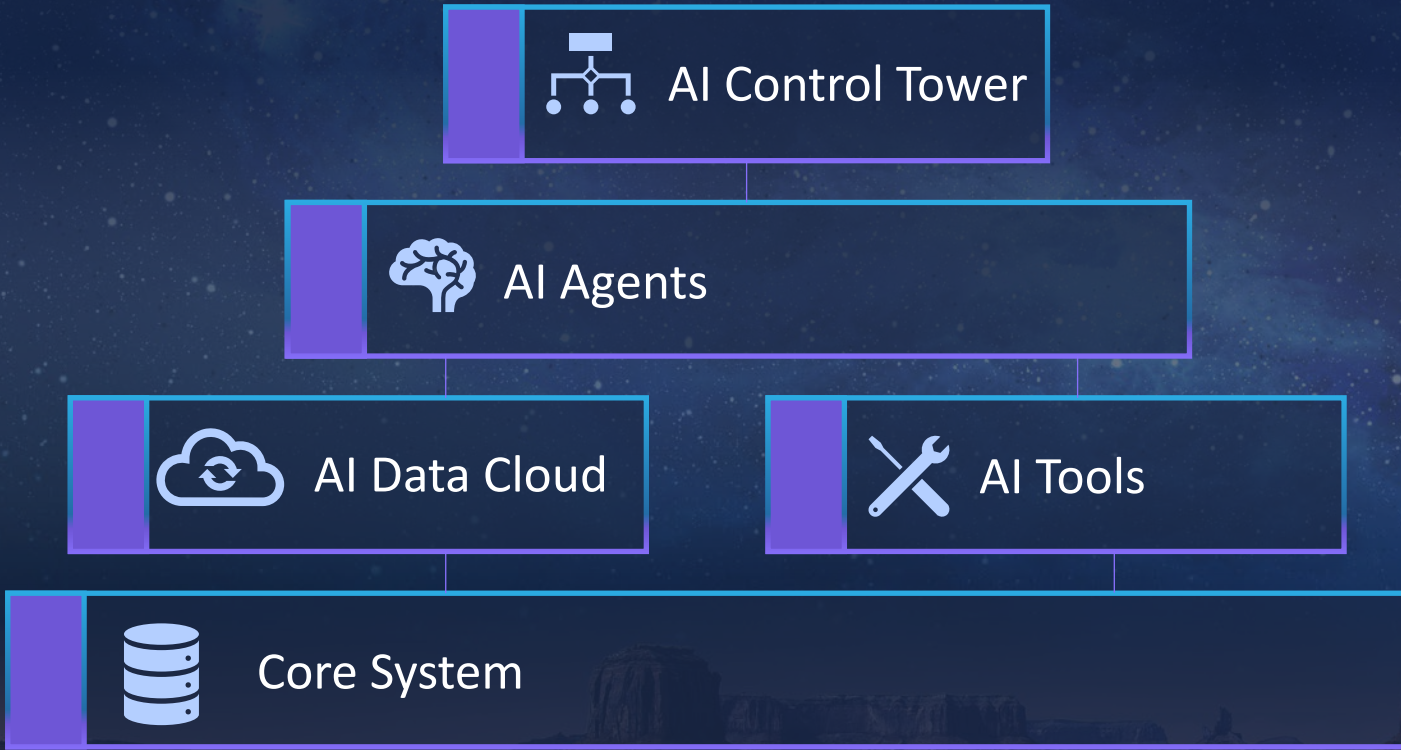 AI Control Tower
AI Agents
AI Data Cloud
AI Tools
Core System